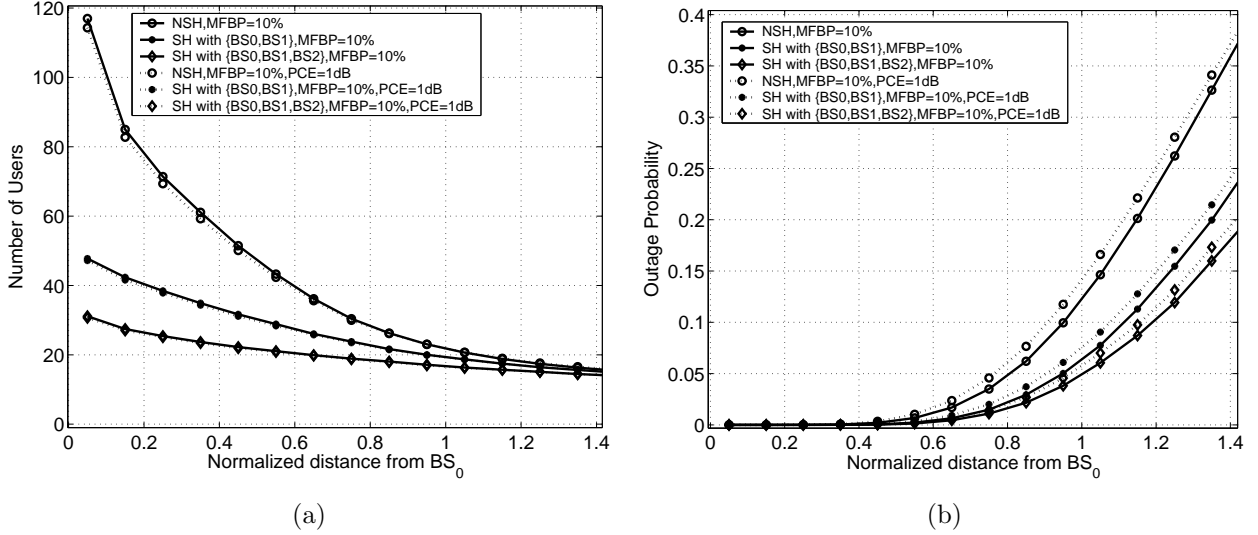 120
100
80
60
40
20
0
Number of Users
NSH,MFBP=10%
SH with {BS0,BS1},MFBP=10%
SH with {BS0,BS1,BS2},MFBP=10%
NSH,MFBP=10%,PCE=1dB
SH with {BS0,BS1},MFBP=10%,PCE=1dB
SH with {BS0,BS1,BS2},MFBP=10%,PCE=1dB
0 0.2 0.4 0.6 0.8 1 1.2 1.4
Normalized distance from BS0
(a)
0.4
0.35
0.3
0.25
0.2
0.15
0.1
0.05
0
Outage Probability
NSH,MFBP=10%
SH with {BS0,BS1},MFBP=10%
SH with {BS0,BS1,BS2},MFBP=10%
NSH,MFBP=10%,PCE=1dB
SH with {BS0,BS1},MFBP=10%,PCE=1dB
SH with {BS0,BS1,BS2},MFBP=10%,PCE=1dB
0 0.2 0.4 0.6 0.8 1 1.2 1.4
Normalized distance from BS0
(b)